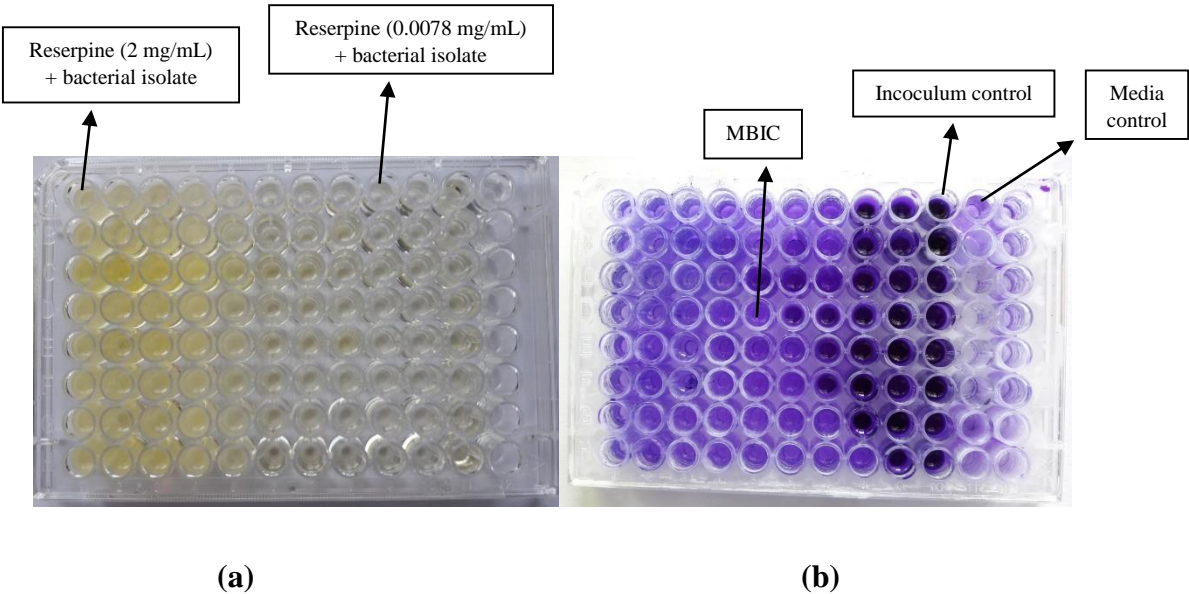 Reserpine (2 mg/mL)
+ bacterial isolate
Reserpine (0.0078 mg/mL)
+ bacterial isolate
MBIC
Incoculum control
Media
control
(a)
(b)